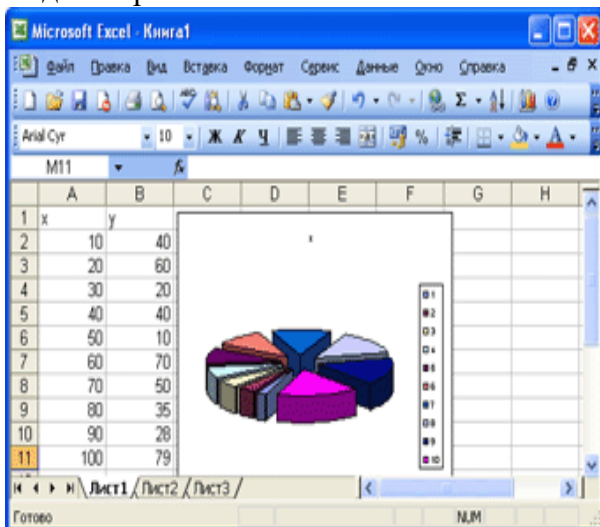 Microsoft Excel - Книга1
Файл Правка Вид Вставка Формат Сервис Данные Окно Справка
Arial Cyr 10 Ж К Ч %
M11 fx
A B C D E F G H
1 x y
2 10 40
x
3 20 60
4 30 20
5 40 40
6 50 10
7 60 70
8 70 50
9 80 35
10 90 28
11 100 79
1
2
3
4
5
6
7
8
9
10
Лист1 Лист2 Лист3
Готово NUM